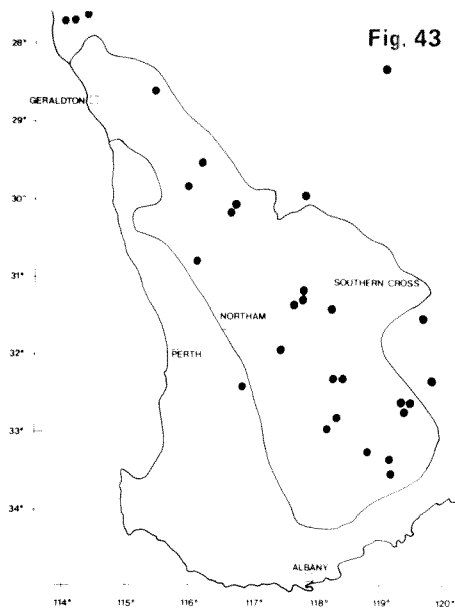 Fig. 43
28°
GERALDTON
29°
30°
31°
SOUTHERN CROSS
NORTHAM
32°
PERTH
33°
34°
ALBANY
114° 115° 116° 117° 118° 119° 120°